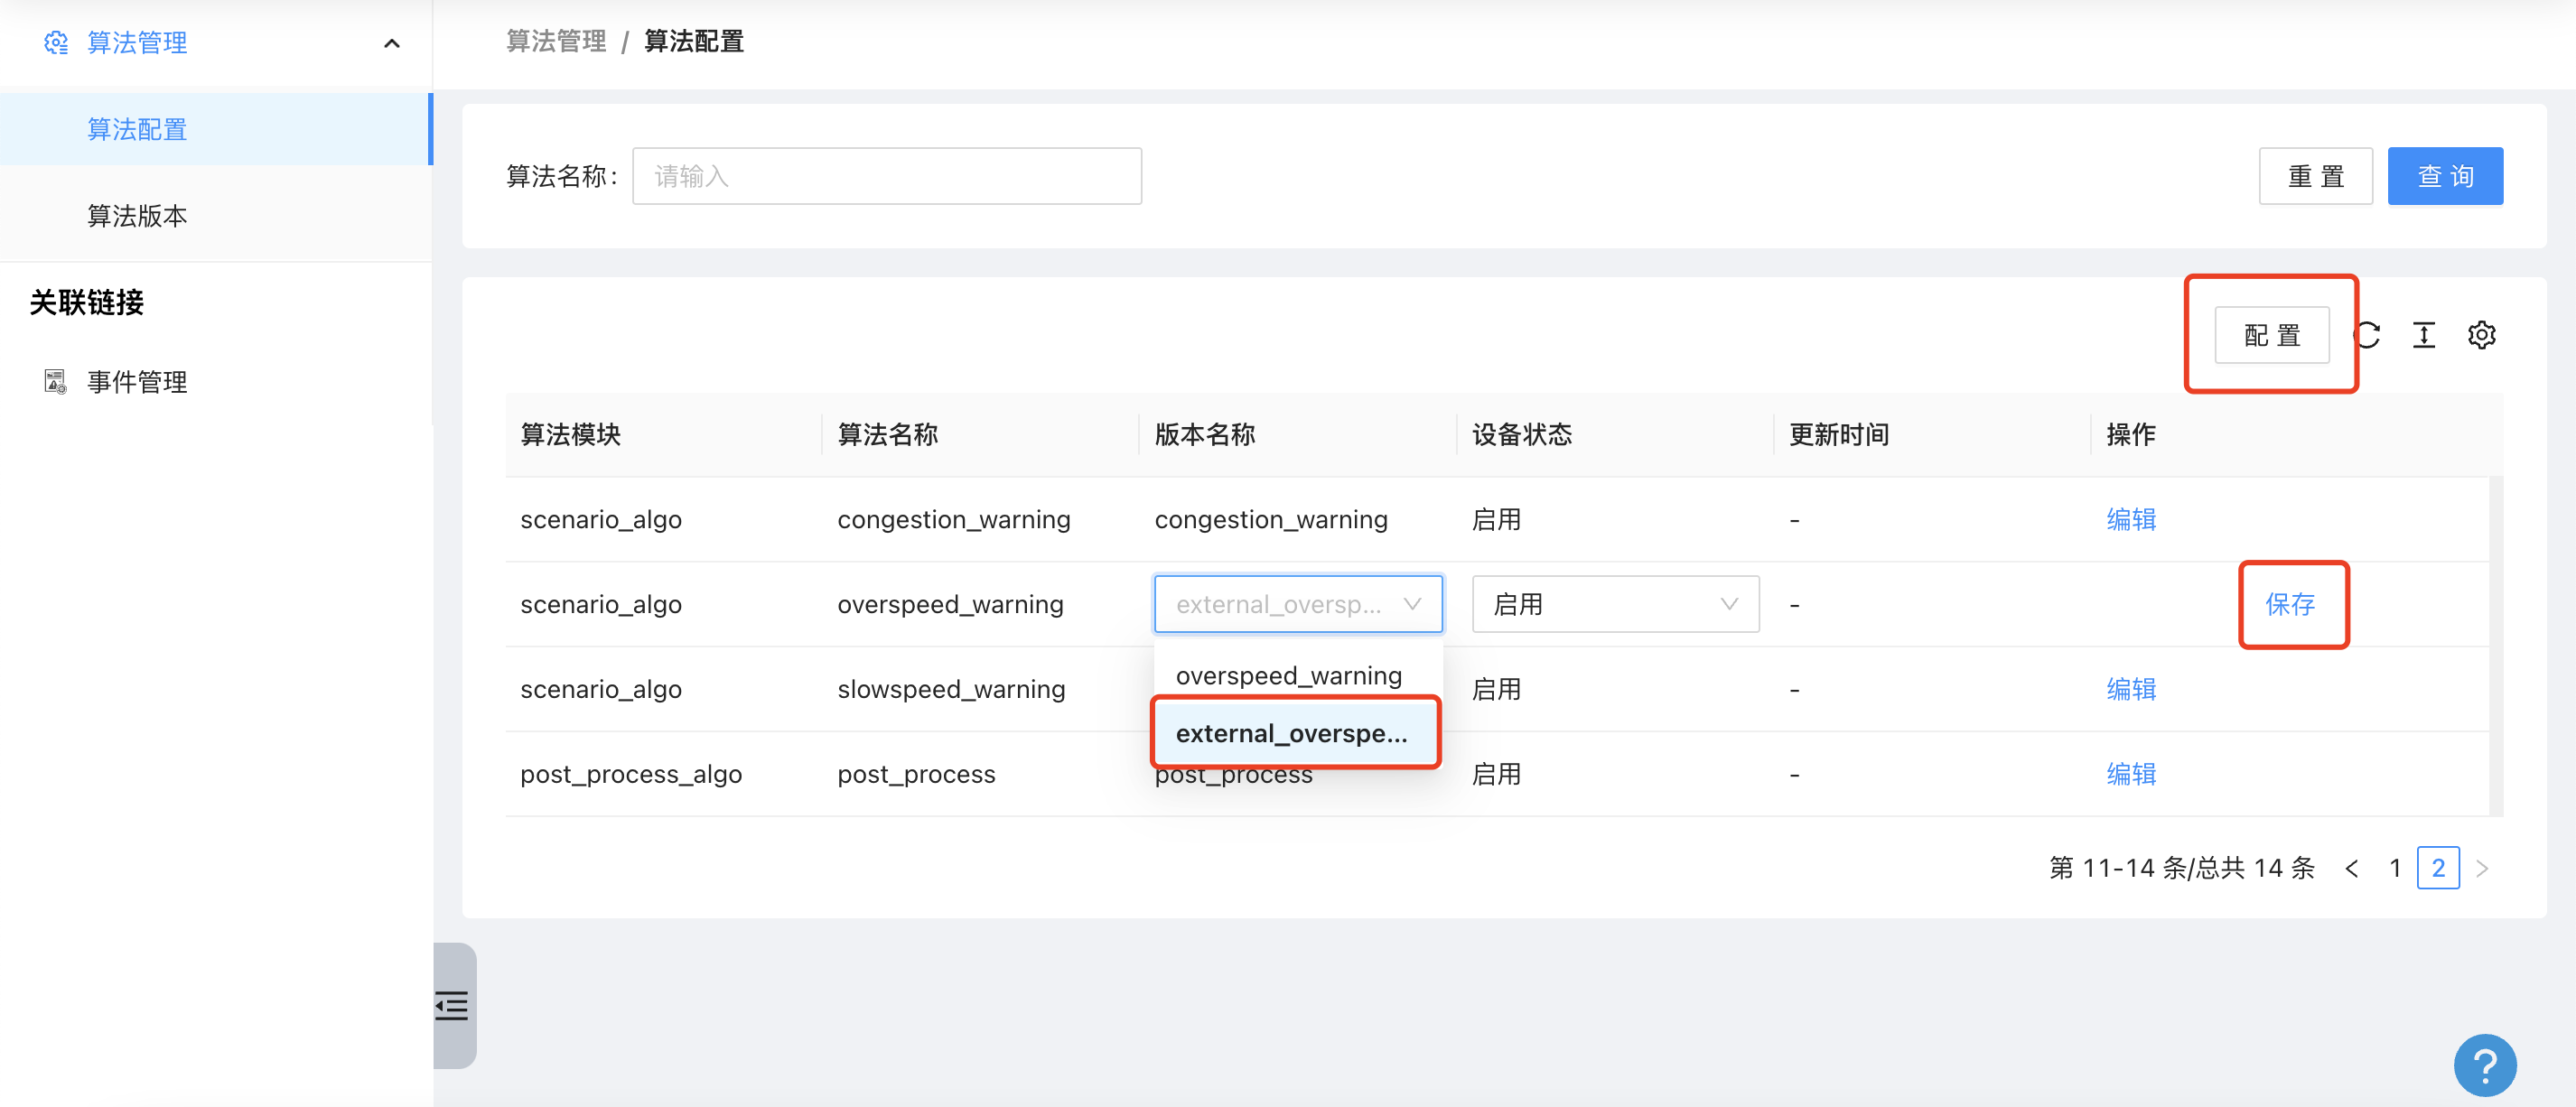 算法管理
算法配置
算法版本
关联链接
事件管理
算法管理 / 算法配置
算法名称: 请输入 重 置 查 询
配 置
算法模块 算法名称 版本名称 设备状态 更新时间 操作
scenario_algo congestion_warning congestion_warning 启用 - 编辑
scenario_algo overspeed_warning external_oversp... 启用 - 保存
overspeed_warning
scenario_algo slowspeed_warning 启用 - 编辑
external_overspe...
post_process_algo post_process post_process 启用 - 编辑
第 11-14 条/总共 14 条 < 1 2 >
?